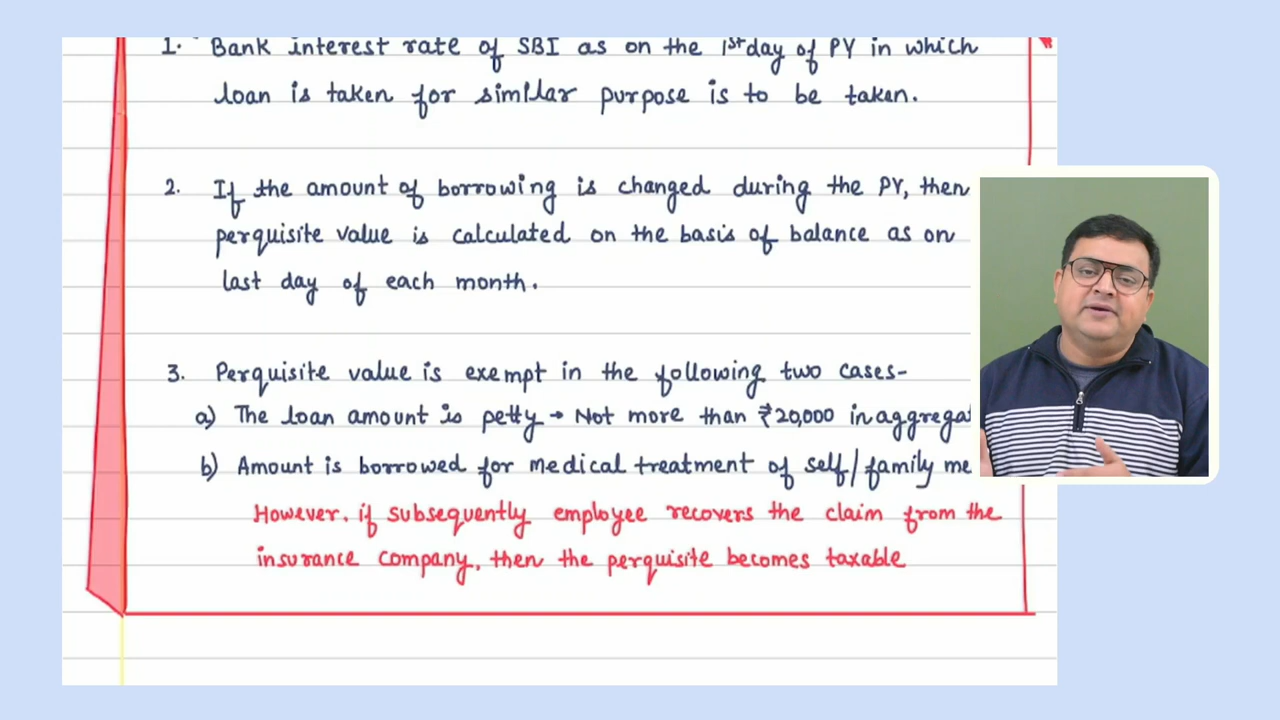 1. Bank interest rate of SBI as on the 1st day of PY in which
loan is taken for similar purpose is to be taken.
2. If the amount of borrowing is changed during the PY, then
perquisite value is calculated on the basis of balance as on
last day of each month.
3. Perquisite value is exempt in the following two cases-
a) The loan amount is petty → Not more than ₹20,000 in aggregat
b) Amount is borrowed for medical treatment of self/family me
However, if subsequently employee recovers the claim from the
insurance company, then the perquisite becomes taxable